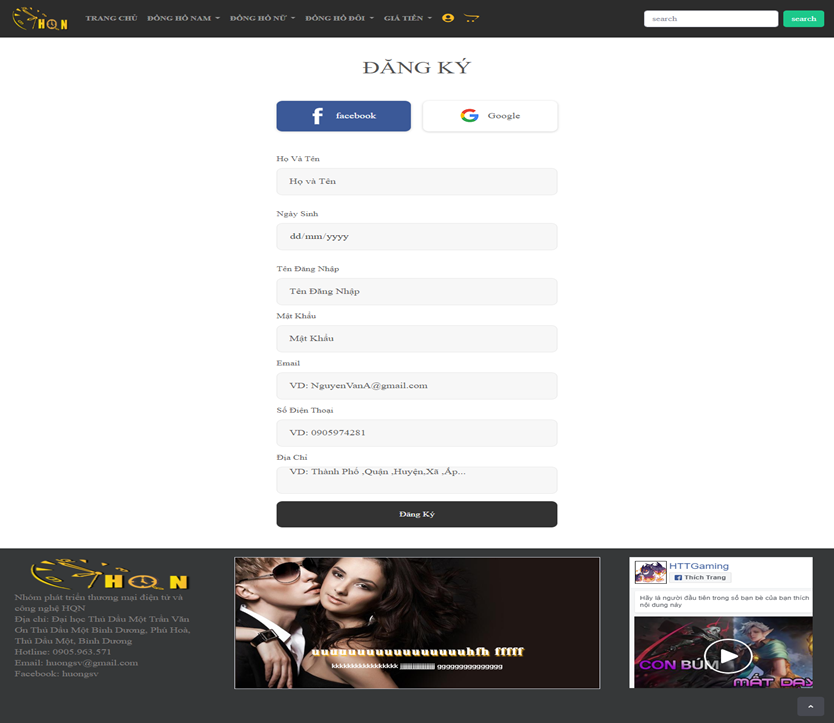 HQN
TRANG CHỦ ĐỒNG HỒ NAM ĐỒNG HỒ NỮ ĐỒNG HỒ ĐÔI GIÁ TIỀN search search
ĐĂNG KÝ
facebook Google
Họ Và Tên
Họ và Tên
Ngày Sinh
dd/mm/yyyy
Tên Đăng Nhập
Tên Đăng Nhập
Mật Khẩu
Mật Khẩu
Email
VD: NguyenVanA@gmail.com
Số Điện Thoại
VD: 0905974281
Địa Chỉ
VD: Thành Phố ,Quận ,Huyện,Xã ,Ấp...
Đăng Ký
HQN
Nhóm phát triển thương mại điện tử và
công nghệ HQN
Địa chỉ: Đại học Thủ Dầu Một Trần Văn
Ơn Thủ Dầu Một Bình Dương, Phú Hoà,
Thủ Dầu Một, Bình Dương
Hotline: 0905.963.571
Email: huongsv@gmail.com
Facebook: huongsv
HTTGaming
Thích Trang
Hãy là người đầu tiên trong số bạn bè của bạn thích
nội dung này
CON BÚM
MẤT DẠY